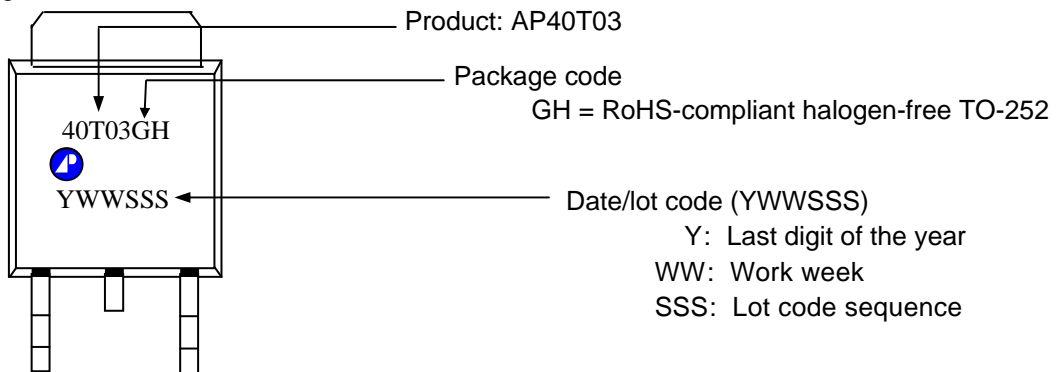 Product: AP40T03
Package code
GH = RoHS-compliant halogen-free TO-252
40T03GH
YWWSSS
Date/lot code (YWWSSS)
Y: Last digit of the year
WW: Work week
SSS: Lot code sequence